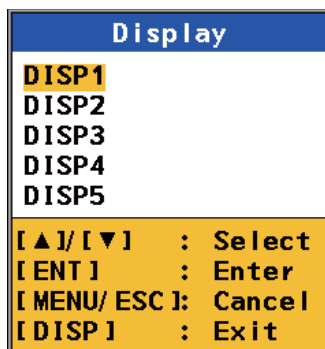 Display
DISP1
DISP2
DISP3
DISP4
DISP5
[▲]/[▼] : Select
[ENT] : Enter
[MENU/ESC]: Cancel
[DISP] : Exit